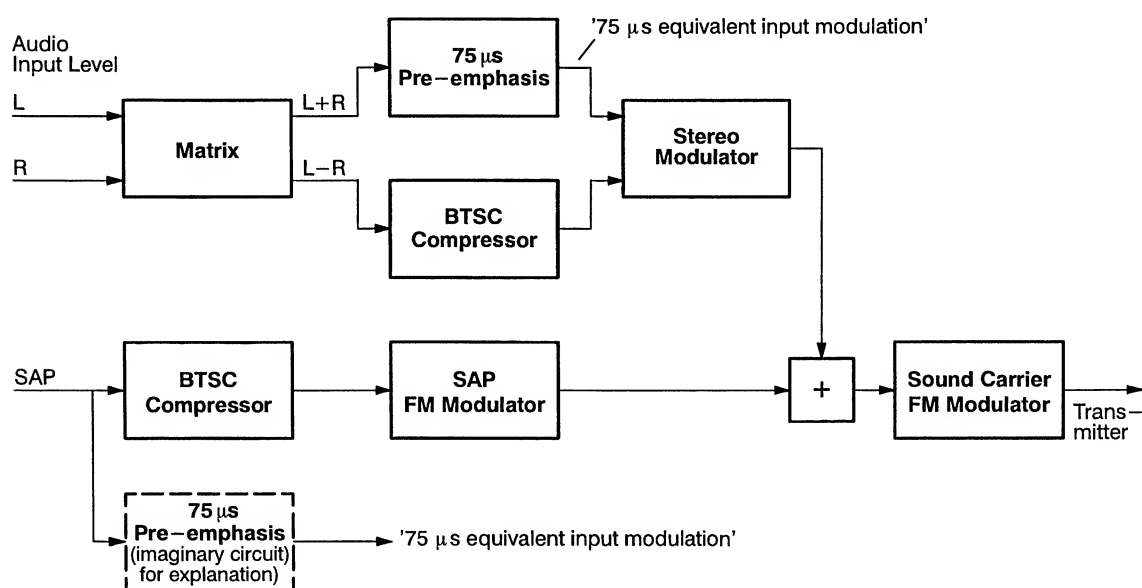 '75 μs equivalent input modulation'
Audio
Input Level
75 μs
Pre−emphasis
L
L+R
Matrix
Stereo
Modulator
R
L−R
BTSC
Compressor
SAP
BTSC
Compressor
SAP
FM Modulator
+
Sound Carrier
FM Modulator
Trans−
mitter
75 μs
Pre−emphasis
(imaginary circuit)
for explanation)
'75 μs equivalent input modulation'